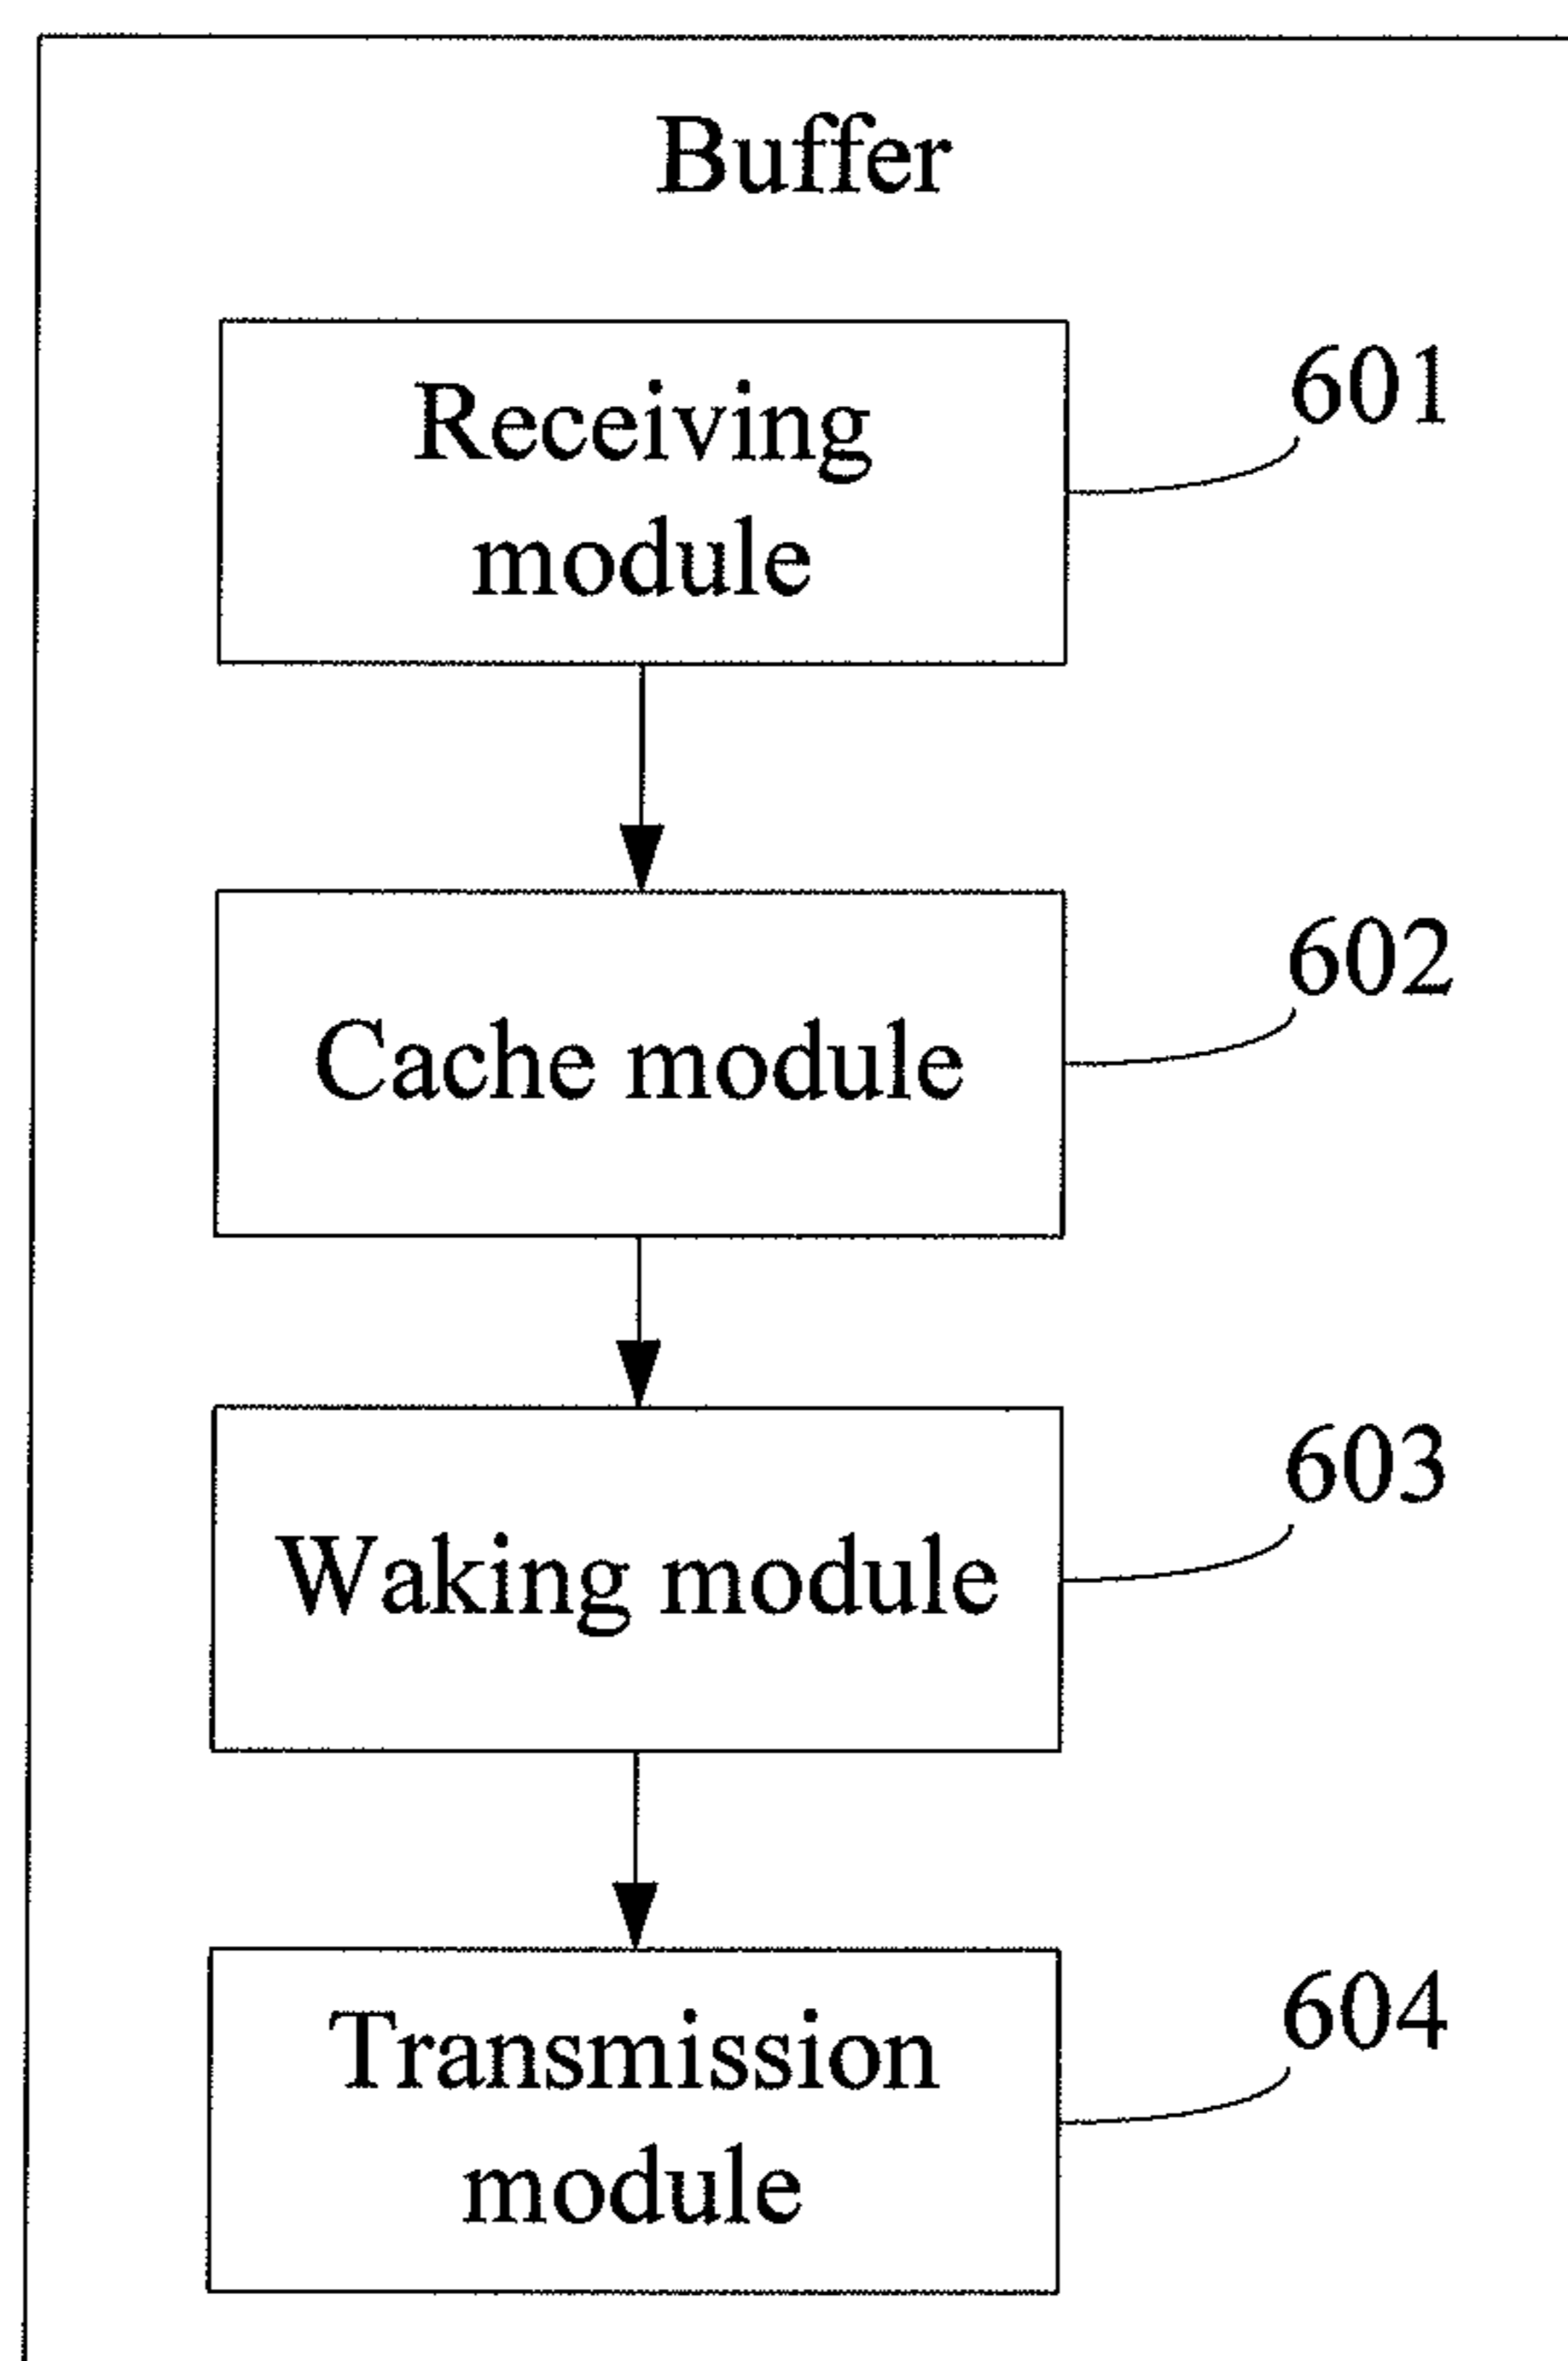 Buffer
Receiving
module
601
Cache module
602
Waking module
603
Transmission
module
604